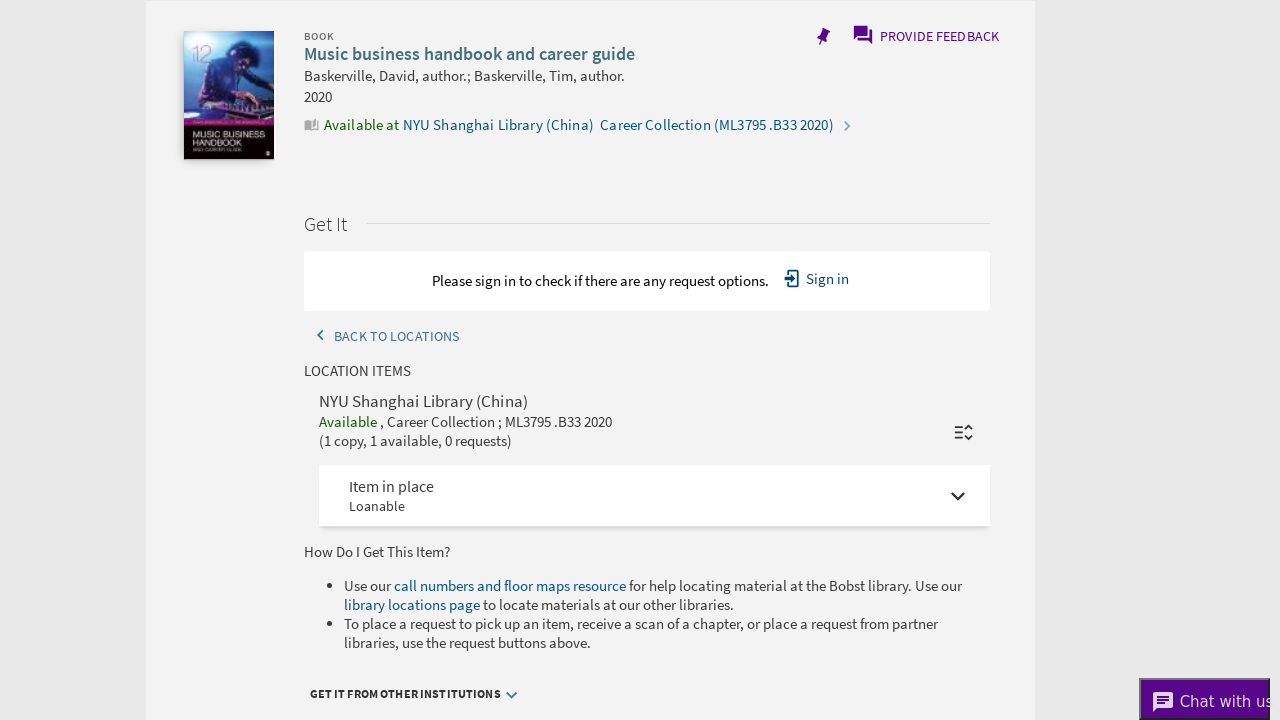 BOOK
PROVIDE FEEDBACK
Music business handbook and career guide
Baskerville, David, author.; Baskerville, Tim, author.
2020
Available at NYU Shanghai Library (China) Career Collection (ML3795 .B33 2020)
12
MUSIC BUSINESS
HANDBOOK
AND CAREER GUIDE
Get It
Please sign in to check if there are any request options. Sign in
BACK TO LOCATIONS
LOCATION ITEMS
NYU Shanghai Library (China)
Available , Career Collection ; ML3795 .B33 2020
(1 copy, 1 available, 0 requests)
Item in place
Loanable
How Do I Get This Item?
Use our call numbers and floor maps resource for help locating material at the Bobst library. Use our
library locations page to locate materials at our other libraries.
To place a request to pick up an item, receive a scan of a chapter, or place a request from partner
libraries, use the request buttons above.
GET IT FROM OTHER INSTITUTIONS
Chat with us